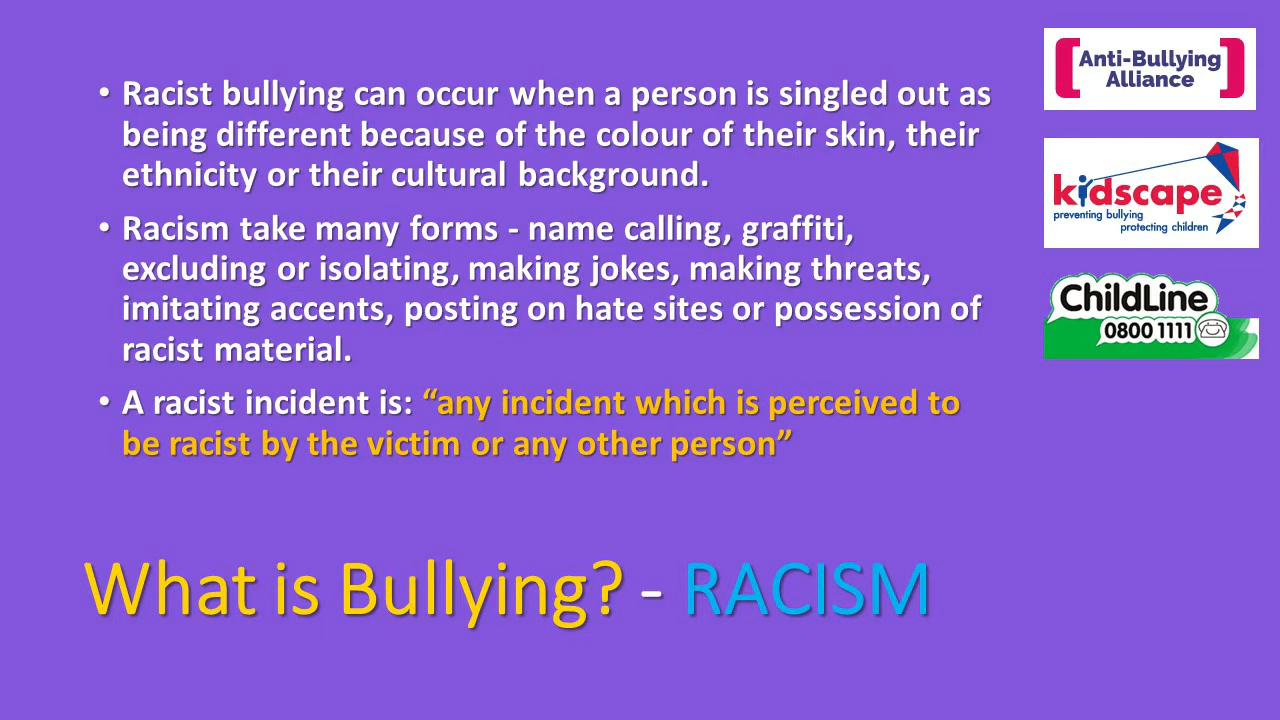 • Racist bullying can occur when a person is singled out as
being different because of the colour of their skin, their
ethnicity or their cultural background.
• Racism take many forms - name calling, graffiti,
excluding or isolating, making jokes, making threats,
imitating accents, posting on hate sites or possession of
racist material.
• A racist incident is: “any incident which is perceived to
be racist by the victim or any other person”
What is Bullying? - RACISM
Anti-Bullying
Alliance
kidscape
preventing bullying
protecting children
ChildLine
0800 1111